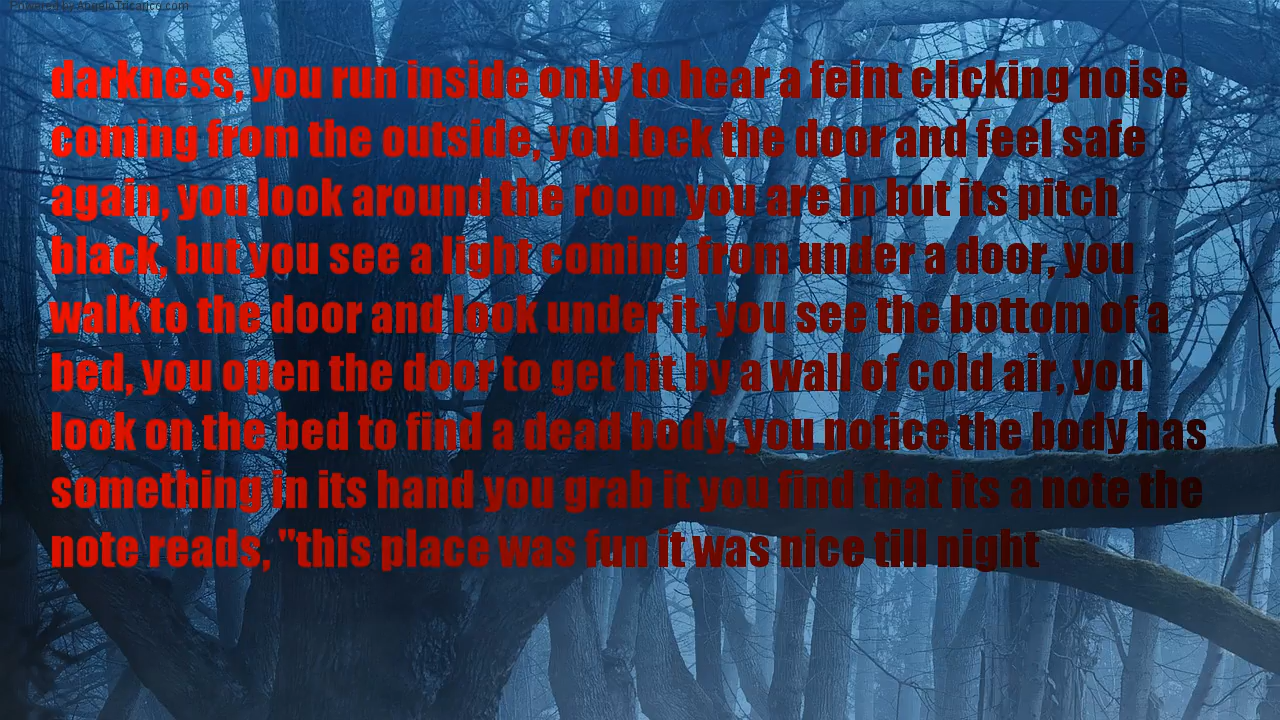 Powered by AngeloTricarico.com
darkness, you run inside only to hear a feint clicking noise
coming from the outside, you lock the door and feel safe
again, you look around the room you are in but its pitch
black, but you see a light coming from under a door, you
walk to the door and look under it, you see the bottom of a
bed, you open the door to get hit by a wall of cold air, you
look on the bed to find a dead body, you notice the body has
something in its hand you grab it you find that its a note the
note reads, "this place was fun it was nice till night